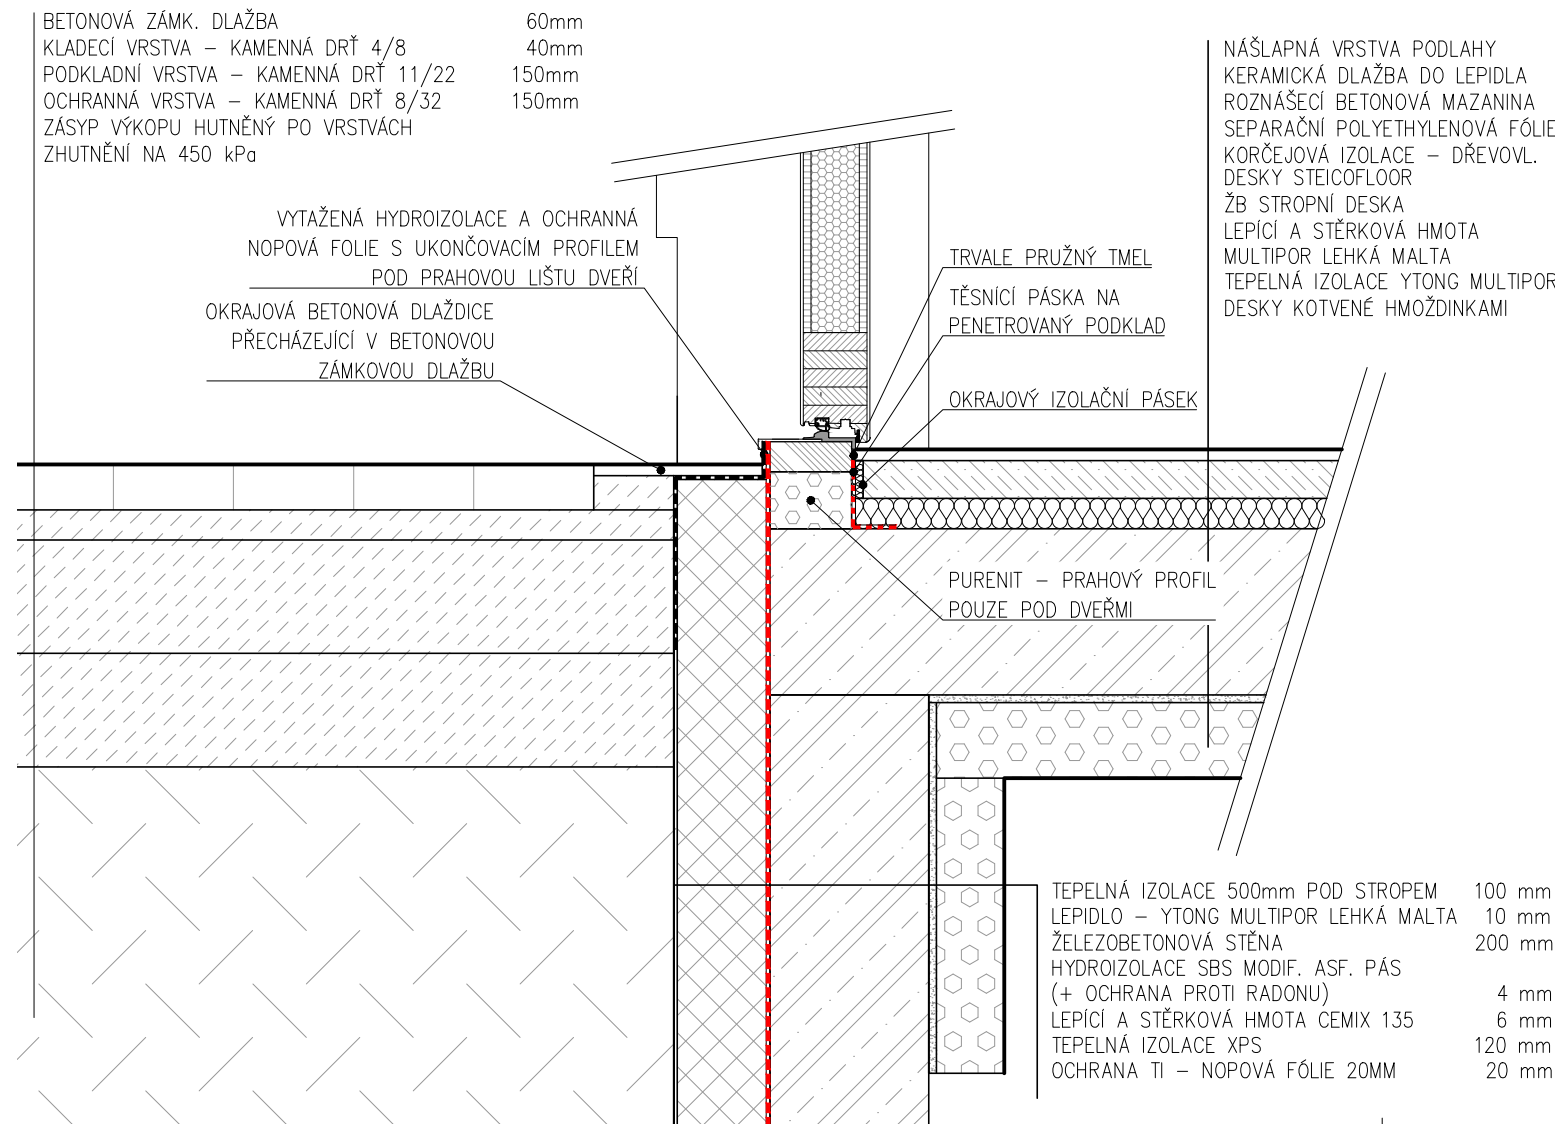 BETONOVÁ ZÁMK. DLAŽBA 60mm
KLADECÍ VRSTVA – KAMENNÁ DRŤ 4/8 40mm
PODKLADNÍ VRSTVA – KAMENNÁ DRŤ 11/22 150mm
OCHRANNÁ VRSTVA – KAMENNÁ DRŤ 8/32 150mm
ZÁSYP VÝKOPU HUTNĚNÝ PO VRSTVÁCH
ZHUTNĚNÍ NA 450 kPa
NÁŠLAPNÁ VRSTVA PODLAHY
KERAMICKÁ DLAŽBA DO LEPIDLA
ROZNÁŠECÍ BETONOVÁ MAZANINA
SEPARAČNÍ POLYETHYLENOVÁ FÓLIE
KORČEJOVÁ IZOLACE – DŘEVOVL.
DESKY STEICOFLOOR
ŽB STROPNÍ DESKA
LEPÍCÍ A STĚRKOVÁ HMOTA
MULTIPOR LEHKÁ MALTA
TEPELNÁ IZOLACE YTONG MULTIPOR
DESKY KOTVENÉ HMOŽDINKAMI
VYTAŽENÁ HYDROIZOLACE A OCHRANNÁ
NOPOVÁ FOLIE S UKONČOVACÍM PROFILEM
POD PRAHOVOU LIŠTU DVEŘÍ
OKRAJOVÁ BETONOVÁ DLAŽDICE
PŘECHÁZEJÍCÍ V BETONOVOU
ZÁMKOVOU DLAŽBU
TRVALE PRUŽNÝ TMEL
TĚSNÍCÍ PÁSKA NA
PENETROVANÝ PODKLAD
OKRAJOVÝ IZOLAČNÍ PÁSEK
PURENIT – PRAHOVÝ PROFIL
POUZE POD DVEŘMI
TEPELNÁ IZOLACE 500mm POD STROPEM 100 mm
LEPIDLO – YTONG MULTIPOR LEHKÁ MALTA 10 mm
ŽELEZOBETONOVÁ STĚNA 200 mm
HYDROIZOLACE SBS MODIF. ASF. PÁS
(+ OCHRANA PROTI RADONU) 4 mm
LEPÍCÍ A STĚRKOVÁ HMOTA CEMIX 135 6 mm
TEPELNÁ IZOLACE XPS 120 mm
OCHRANA TI – NOPOVÁ FÓLIE 20MM 20 mm